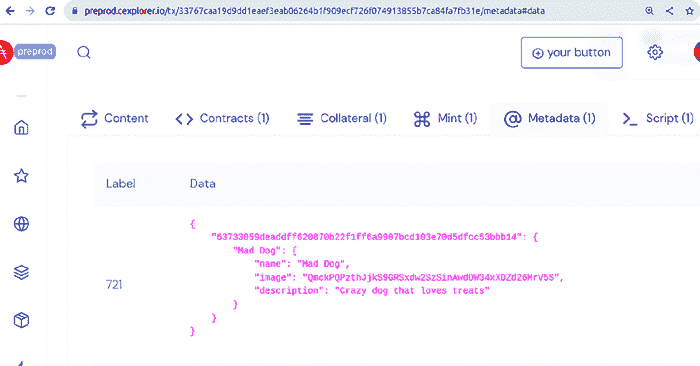 preprod.cexplorer.io/tx/33767caa19d9dd1eaef3eab06264b1f909ecf726f074913855b7ca84fa7fb31e/metadata#data
preprod
your button
Content
Contracts (1)
Collateral (1)
Mint (1)
Metadata (1)
Script (1)
Label
Data
721
{
"63733059deaddff620870b22f1ff6a9907bcd103e70d5dfcc53bbb14": {
"Mad Dog": {
"name": "Mad Dog",
"image": "QmckPQPzthJjkS9GRSxdw2SzSinAwdDW34xXDZd26MrV5S",
"description": "Crazy dog that loves treats"
}
}
}